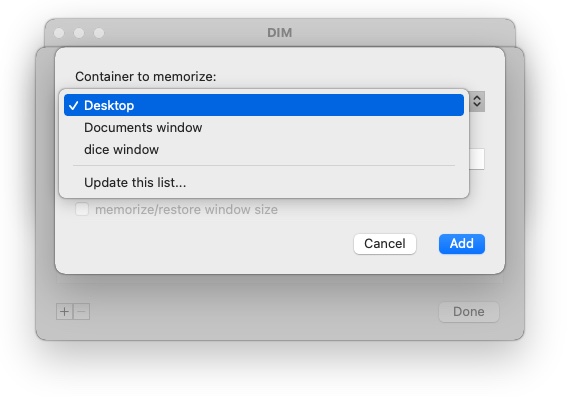 DIM
Container to memorize:
✓ Desktop
Documents window
dice window
Update this list...
memorize/restore window size
Cancel
Add
+ −
Done